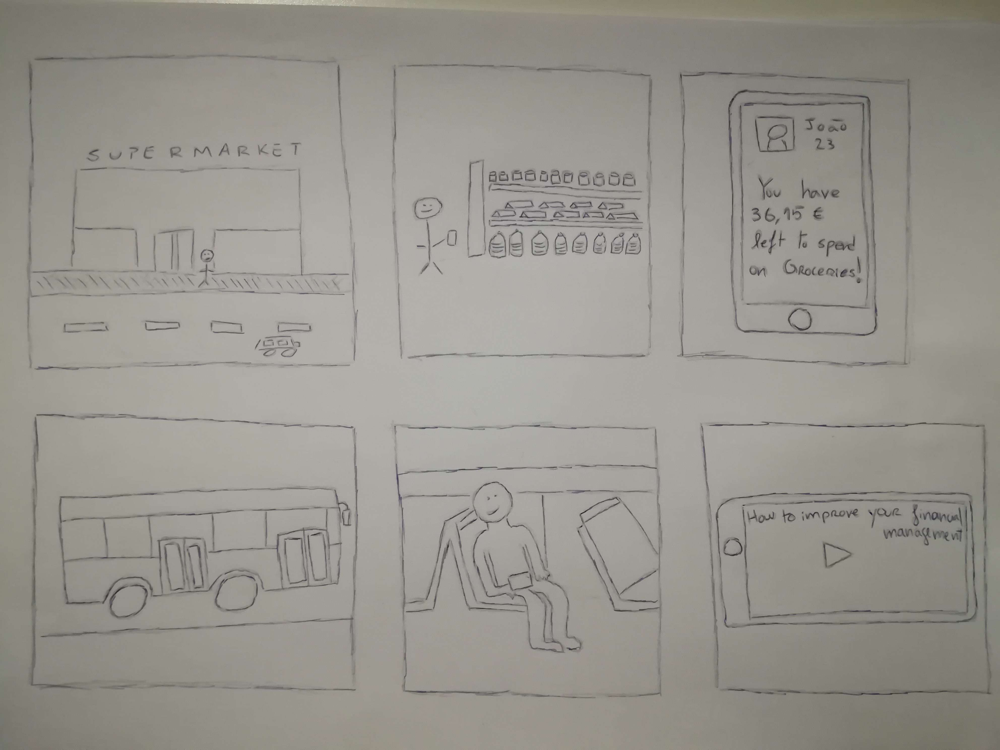 SUPERMARKET
João
23
You have
36,15 €
left to spend
on Groceries!
How to improve your financial
management